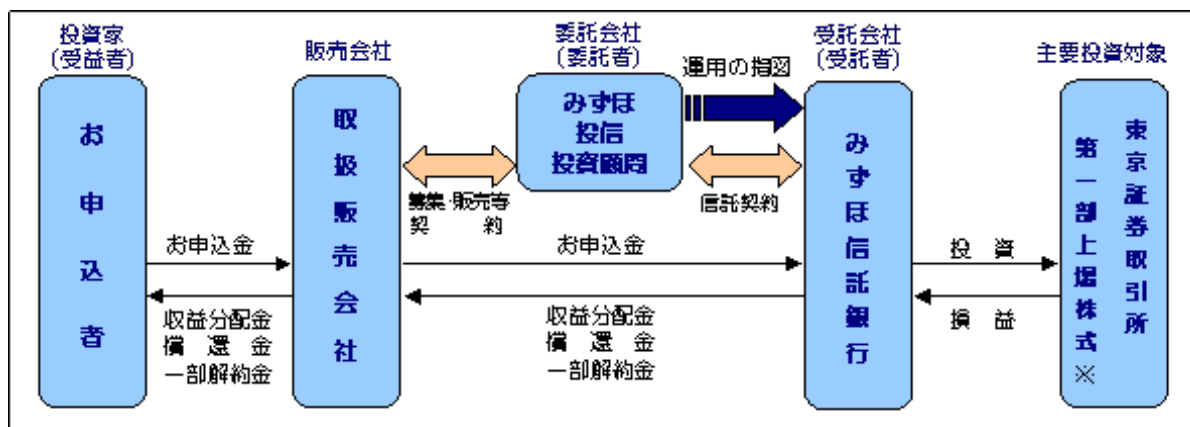 投資家
(受益者)
お申込者
販売会社
取扱販売会社
委託会社
(委託者)
みずほ
投信
投資顧問
運用の指図
受託会社
(受託者)
みずほ信託銀行
主要投資対象
東京証券取引所
第一部上場株式※
募集・販売等
契約
信託契約
お申込金
収益分配金
償還金
一部解約金
お申込金
収益分配金
償還金
一部解約金
投資
損益